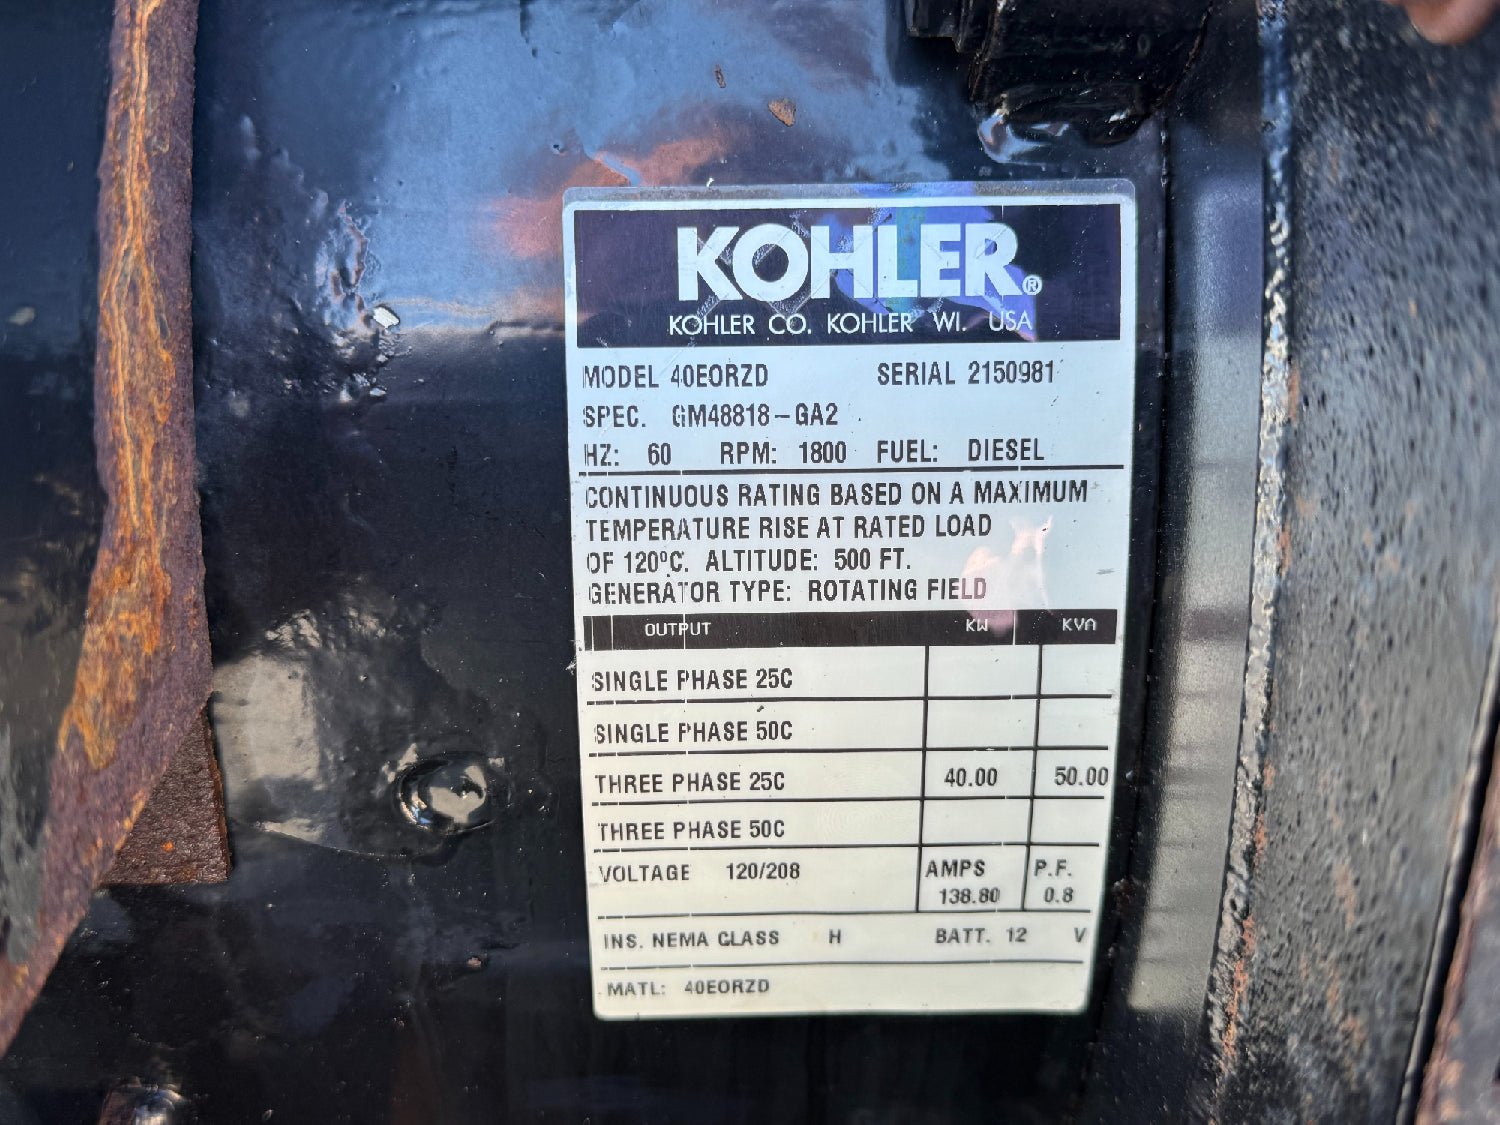 KOHLER®
KOHLER CO. KOHLER WI. USA
MODEL 40EORZD SERIAL 2150981
SPEC. GM48818-GA2
HZ: 60 RPM: 1800 FUEL: DIESEL
CONTINUOUS RATING BASED ON A MAXIMUM
TEMPERATURE RISE AT RATED LOAD
OF 120ºC. ALTITUDE: 500 FT.
GENERATOR TYPE: ROTATING FIELD
OUTPUT KW KVA
SINGLE PHASE 25C
SINGLE PHASE 50C
THREE PHASE 25C 40.00 50.00
THREE PHASE 50C
VOLTAGE 120/208 AMPS P.F.
138.80 0.8
INS. NEMA CLASS H BATT. 12 V
MATL: 40EORZD